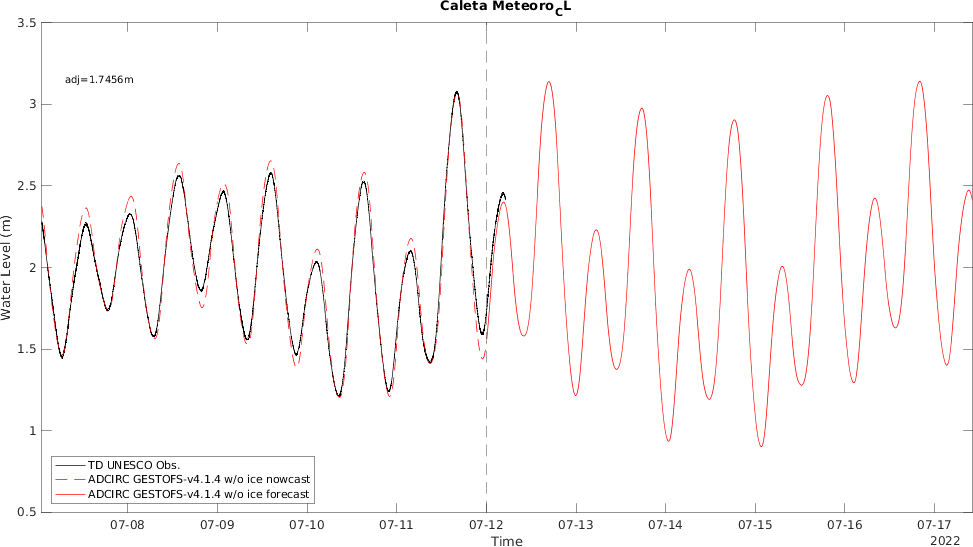 Caleta Meteoro_CL
adj=1.7456m
Water Level (m)
3.5
3
2.5
2
1.5
1
0.5
TD UNESCO Obs.
ADCIRC GESTOFS-v4.1.4 w/o ice nowcast
ADCIRC GESTOFS-v4.1.4 w/o ice forecast
07-08 07-09 07-10 07-11 07-12 07-13 07-14 07-15 07-16 07-17
Time
2022